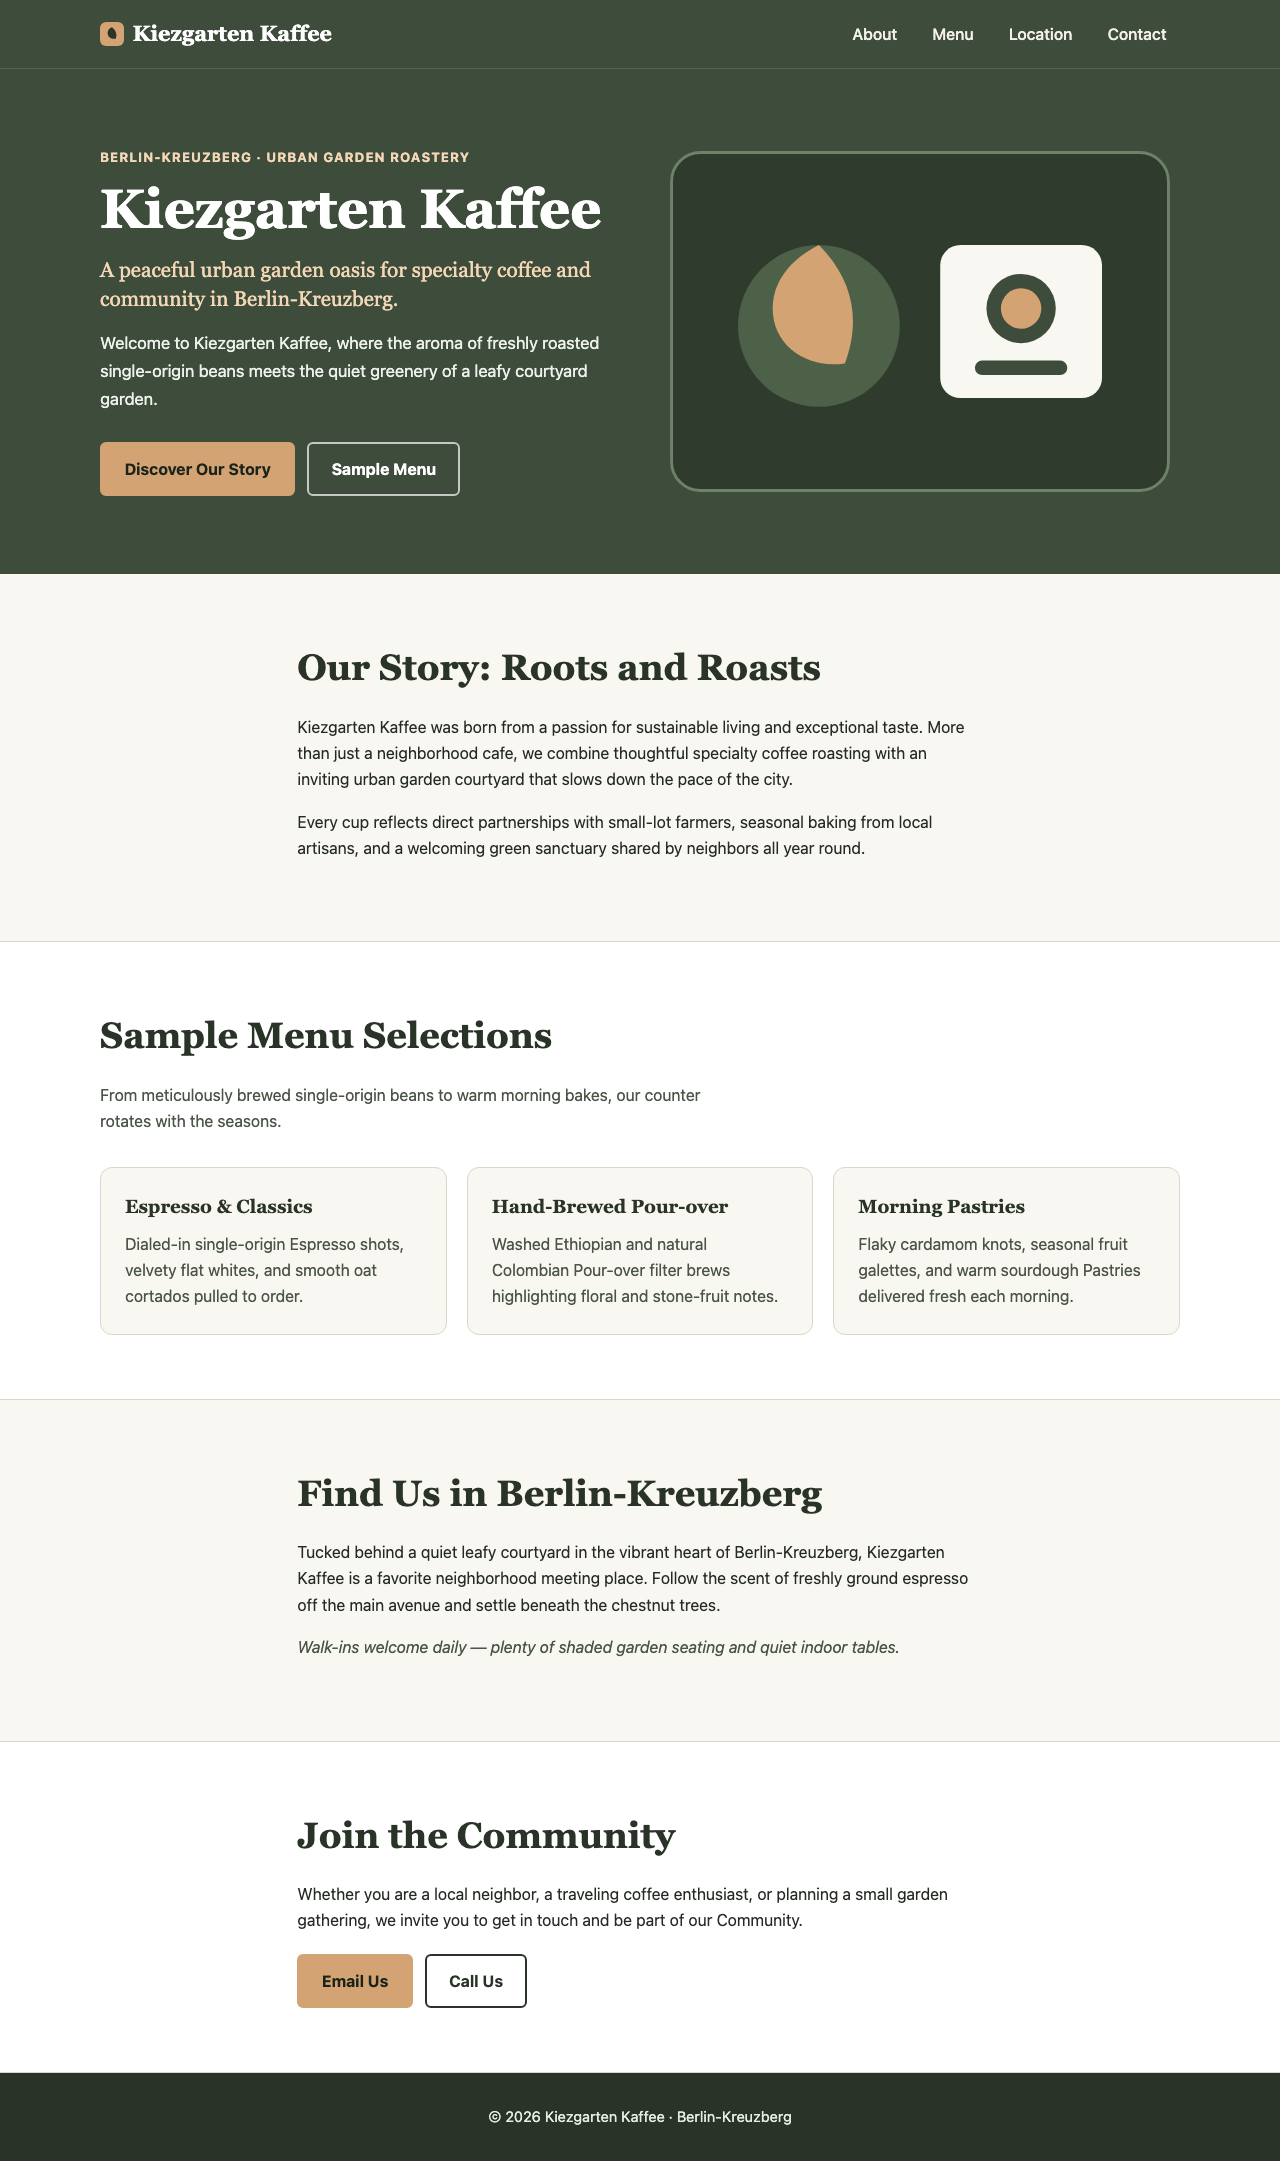 Kiezgarten Kaffee
About Menu Location Contact
BERLIN-KREUZBERG · URBAN GARDEN ROASTERY
Kiezgarten Kaffee
A peaceful urban garden oasis for specialty coffee and
community in Berlin-Kreuzberg.
Welcome to Kiezgarten Kaffee, where the aroma of freshly roasted
single-origin beans meets the quiet greenery of a leafy courtyard
garden.
Discover Our Story
Sample Menu
Our Story: Roots and Roasts
Kiezgarten Kaffee was born from a passion for sustainable living and exceptional taste. More
than just a neighborhood cafe, we combine thoughtful specialty coffee roasting with an
inviting urban garden courtyard that slows down the pace of the city.
Every cup reflects direct partnerships with small-lot farmers, seasonal baking from local
artisans, and a welcoming green sanctuary shared by neighbors all year round.
Sample Menu Selections
From meticulously brewed single-origin beans to warm morning bakes, our counter
rotates with the seasons.
Espresso & Classics
Dialed-in single-origin Espresso shots,
velvety flat whites, and smooth oat
cortados pulled to order.
Hand-Brewed Pour-over
Washed Ethiopian and natural
Colombian Pour-over filter brews
highlighting floral and stone-fruit notes.
Morning Pastries
Flaky cardamom knots, seasonal fruit
galettes, and warm sourdough Pastries
delivered fresh each morning.
Find Us in Berlin-Kreuzberg
Tucked behind a quiet leafy courtyard in the vibrant heart of Berlin-Kreuzberg, Kiezgarten
Kaffee is a favorite neighborhood meeting place. Follow the scent of freshly ground espresso
off the main avenue and settle beneath the chestnut trees.
Walk-ins welcome daily — plenty of shaded garden seating and quiet indoor tables.
Join the Community
Whether you are a local neighbor, a traveling coffee enthusiast, or planning a small garden
gathering, we invite you to get in touch and be part of our Community.
Email Us
Call Us
© 2026 Kiezgarten Kaffee · Berlin-Kreuzberg